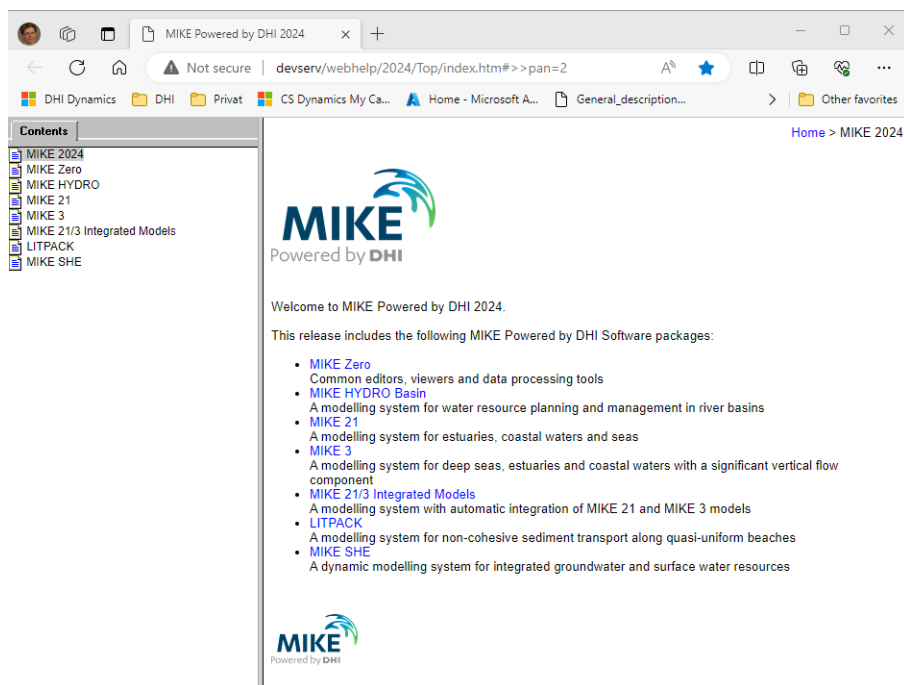 MIKE Powered by DHI 2024
Not secure | devserv/webhelp/2024/Top/index.htm#>>pan=2
DHI Dynamics DHI Privat CS Dynamics My Ca... Home - Microsoft A... General_description... Other favorites
Contents
MIKE 2024
MIKE Zero
MIKE HYDRO
MIKE 21
MIKE 3
MIKE 21/3 Integrated Models
LITPACK
MIKE SHE
Home > MIKE 2024
MIKE
Powered by DHI
Welcome to MIKE Powered by DHI 2024.
This release includes the following MIKE Powered by DHI Software packages:
• MIKE Zero
Common editors, viewers and data processing tools
• MIKE HYDRO Basin
A modelling system for water resource planning and management in river basins
• MIKE 21
A modelling system for estuaries, coastal waters and seas
• MIKE 3
A modelling system for deep seas, estuaries and coastal waters with a significant vertical flow
component
• MIKE 21/3 Integrated Models
A modelling system with automatic integration of MIKE 21 and MIKE 3 models
• LITPACK
A modelling system for non-cohesive sediment transport along quasi-uniform beaches
• MIKE SHE
A dynamic modelling system for integrated groundwater and surface water resources
MIKE
Powered by DHI